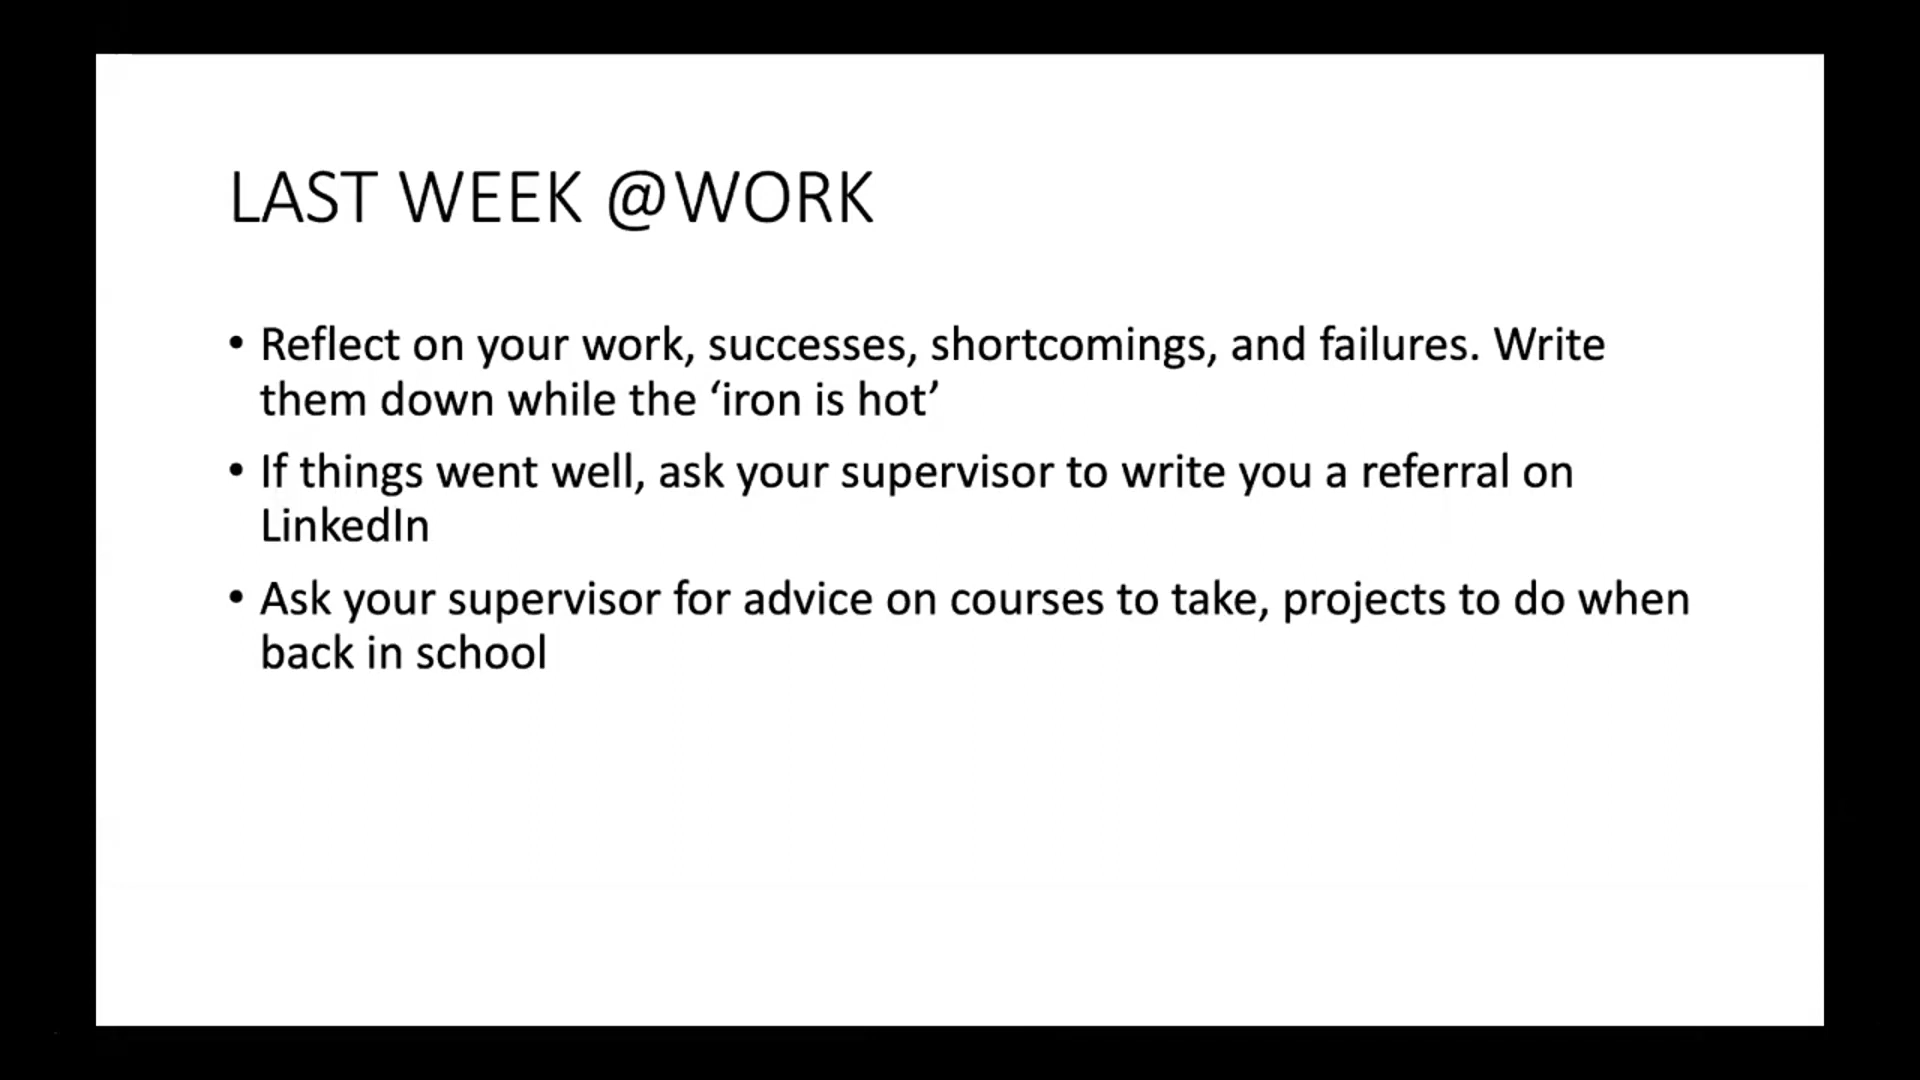 LAST WEEK @WORK
• Reflect on your work, successes, shortcomings, and failures. Write
them down while the ‘iron is hot’
• If things went well, ask your supervisor to write you a referral on
LinkedIn
• Ask your supervisor for advice on courses to take, projects to do when
back in school